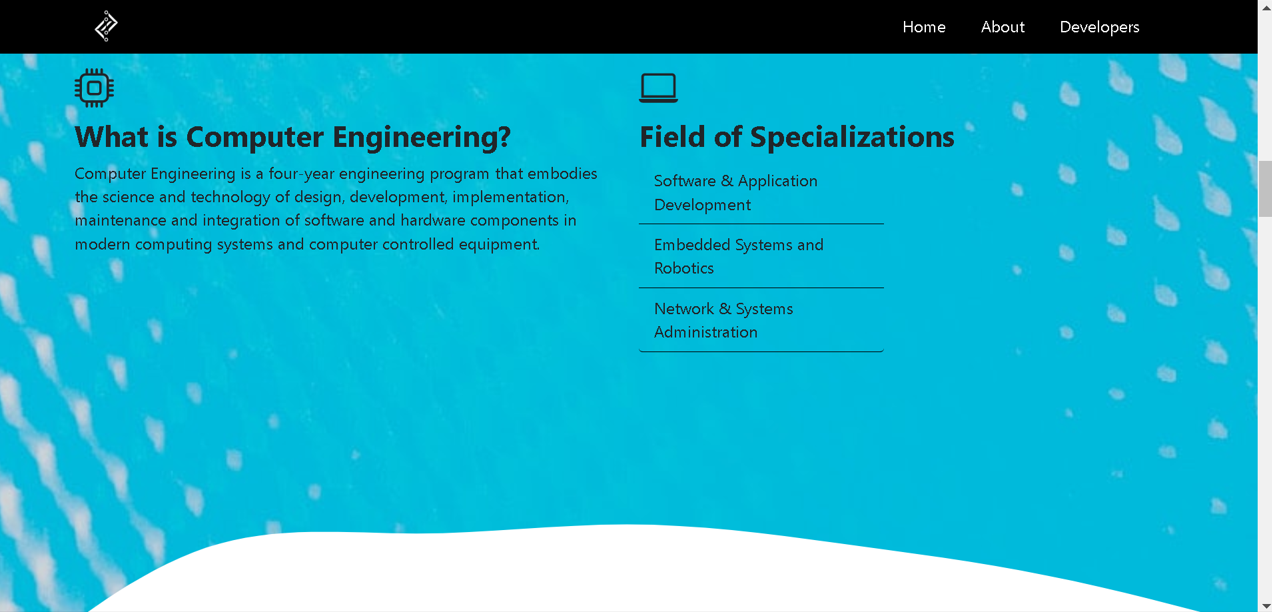 Home About Developers
What is Computer Engineering?
Computer Engineering is a four-year engineering program that embodies
the science and technology of design, development, implementation,
maintenance and integration of software and hardware components in
modern computing systems and computer controlled equipment.
Field of Specializations
Software & Application
Development
Embedded Systems and
Robotics
Network & Systems
Administration